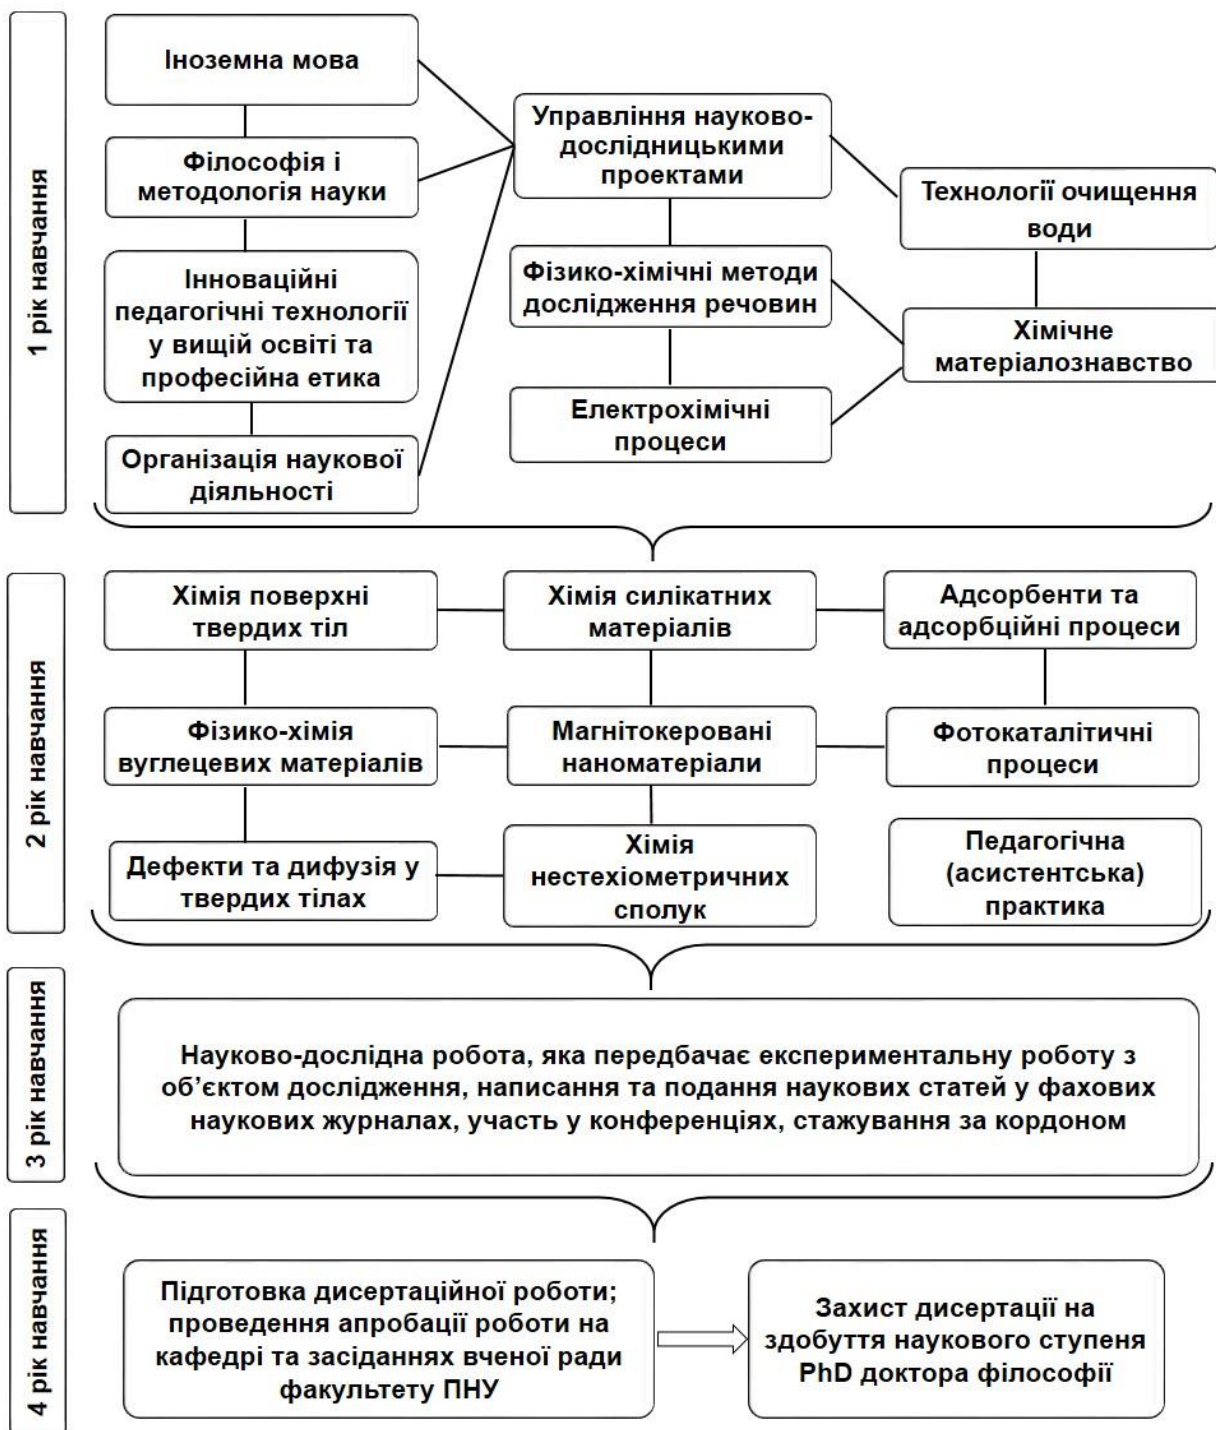 1 рік навчання
Іноземна мова
Філософія і
методологія науки
Інноваційні
педагогічні технології
у вищій освіті та
професійна етика
Організація наукової
діяльності
Управління науково-
дослідницькими
проектами
Фізико-хімічні методи
дослідження речовин
Електрохімічні
процеси
Технології очищення
води
Хімічне
матеріалознавство
2 рік навчання
Хімія поверхні
твердих тіл
Хімія силікатних
матеріалів
Адсорбенти та
адсорбційні процеси
Фізико-хімія
вуглецевих матеріалів
Магнітокеровані
наноматеріали
Фотокаталітичні
процеси
Дефекти та дифузія у
твердих тілах
Хімія
нестехіометричних
сполук
Педагогічна
(асистентська)
практика
3 рік навчання
Науково-дослідна робота, яка передбачає експериментальну роботу з
об’єктом дослідження, написання та подання наукових статей у фахових
наукових журналах, участь у конференціях, стажування за кордоном
4 рік навчання
Підготовка дисертаційної роботи;
проведення апробації роботи на
кафедрі та засіданнях вченої ради
факультету ПНУ
Захист дисертації на
здобуття наукового ступеня
PhD доктора філософії